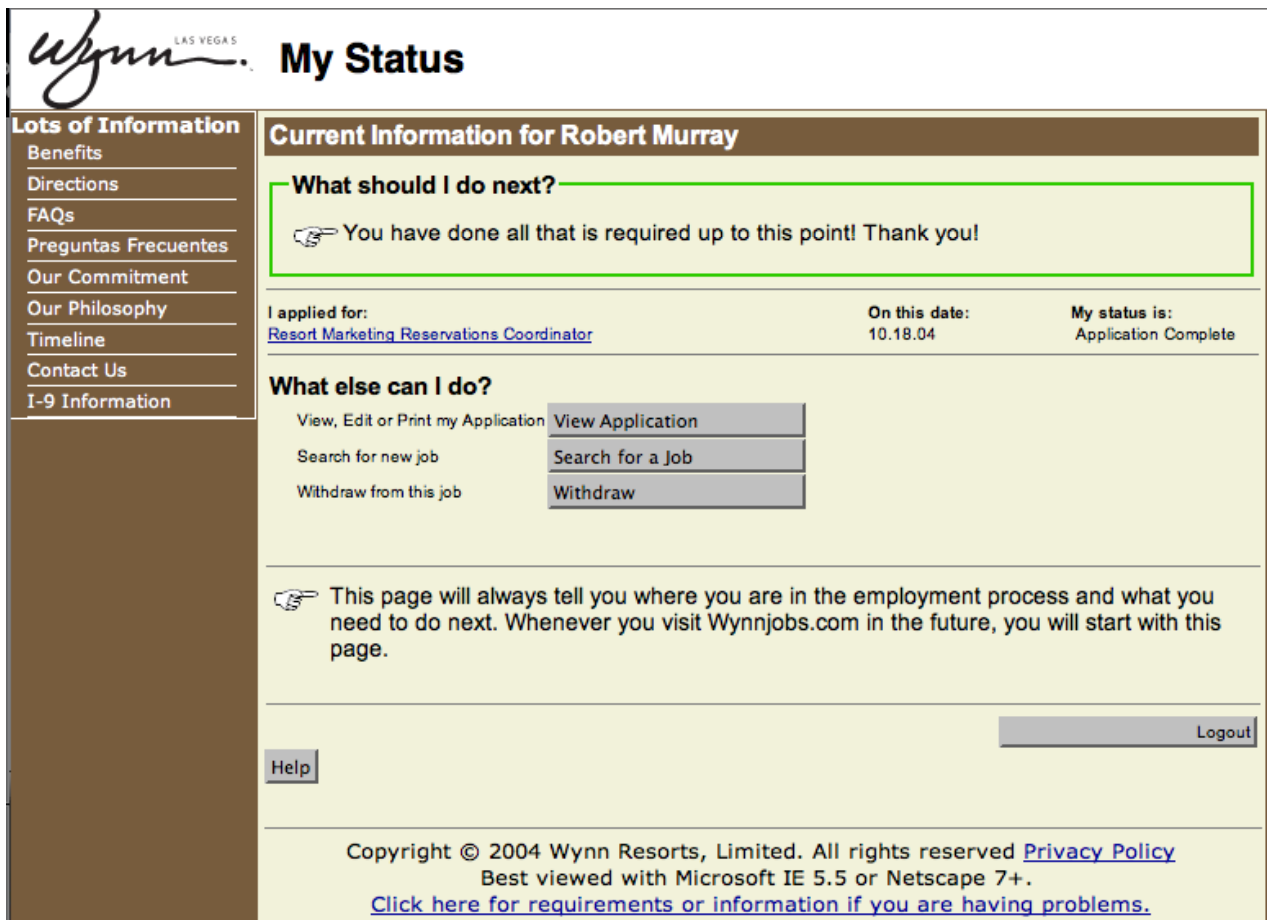 Wynn LAS VEGAS
My Status
Lots of Information
Benefits
Directions
FAQs
Preguntas Frecuentes
Our Commitment
Our Philosophy
Timeline
Contact Us
I-9 Information
Current Information for Robert Murray
What should I do next?
You have done all that is required up to this point! Thank you!
I applied for: On this date: My status is:
Resort Marketing Reservations Coordinator 10.18.04 Application Complete
What else can I do?
View, Edit or Print my Application View Application
Search for new job Search for a Job
Withdraw from this job Withdraw
This page will always tell you where you are in the employment process and what you
need to do next. Whenever you visit Wynnjobs.com in the future, you will start with this
page.
Logout
Help
Copyright © 2004 Wynn Resorts, Limited. All rights reserved Privacy Policy
Best viewed with Microsoft IE 5.5 or Netscape 7+.
Click here for requirements or information if you are having problems.